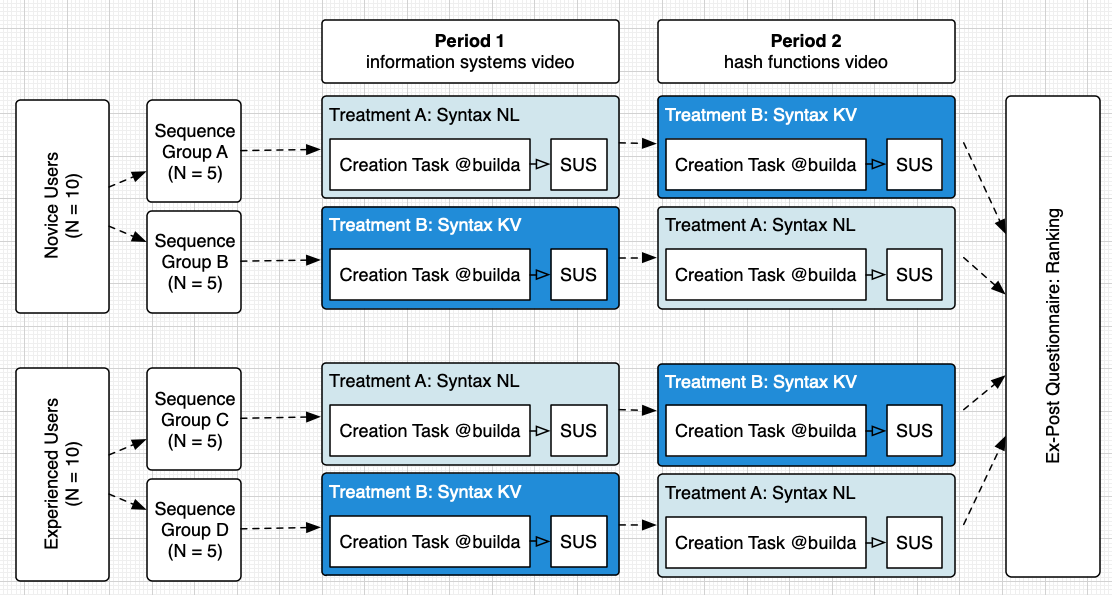 Period 1
information systems video
Period 2
hash functions video
Novice Users
(N = 10)
Sequence
Group A
(N = 5)
Treatment A: Syntax NL
Creation Task @builda
SUS
Treatment B: Syntax KV
Creation Task @builda
SUS
Sequence
Group B
(N = 5)
Treatment B: Syntax KV
Creation Task @builda
SUS
Treatment A: Syntax NL
Creation Task @builda
SUS
Experienced Users
(N = 10)
Sequence
Group C
(N = 5)
Treatment A: Syntax NL
Creation Task @builda
SUS
Treatment B: Syntax KV
Creation Task @builda
SUS
Sequence
Group D
(N = 5)
Treatment B: Syntax KV
Creation Task @builda
SUS
Treatment A: Syntax NL
Creation Task @builda
SUS
Ex-Post Questionnaire: Ranking